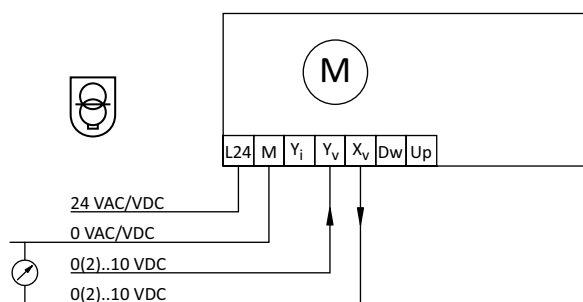 M
L24 M Yi Yv Xv Dw Up
24 VAC/VDC
0 VAC/VDC
0(2)..10 VDC
0(2)..10 VDC